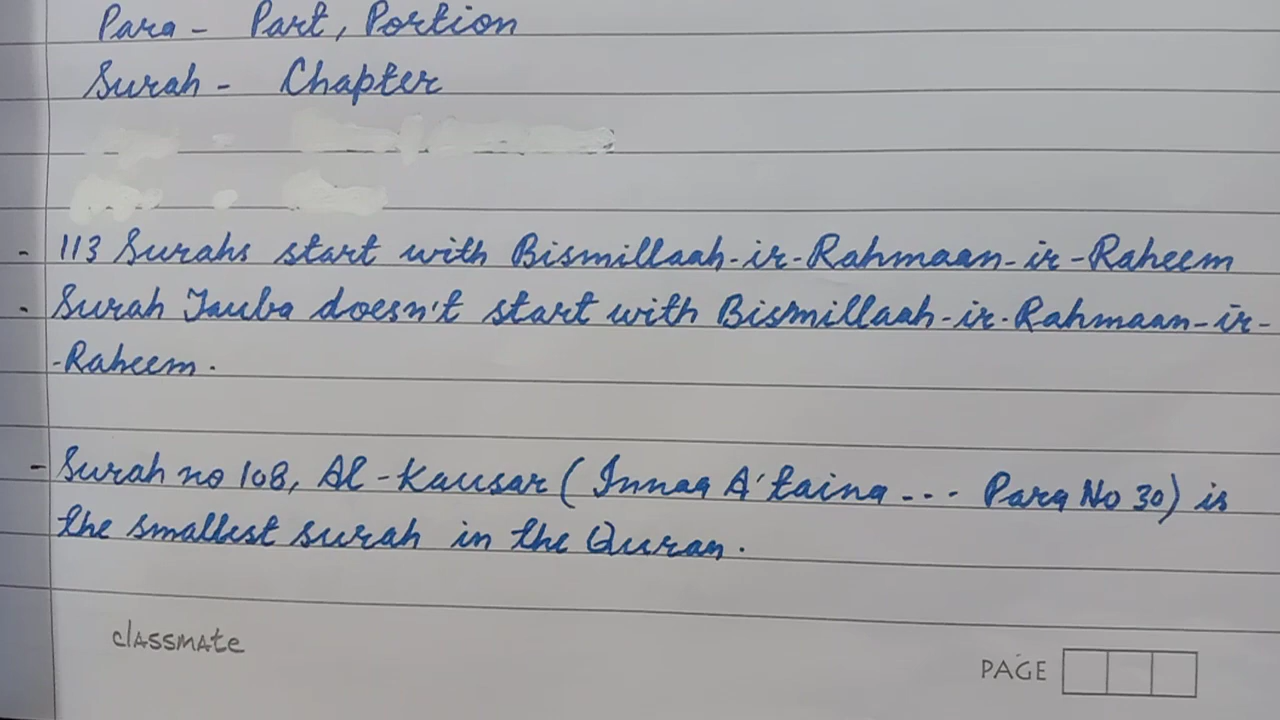 Para - Part, Portion
Surah - Chapter
- 113 Surahs start with Bismillaah-ir-Rahmaan-ir-Raheem
. Surah Tauba doesn't start with Bismillaah-ir-Rahmaan-ir-
-Raheem.
- Surah no 108, Al-Kausar (Innaa A'taina... Para No 30) is
the smallest surah in the Quran.
classmate
PAGE